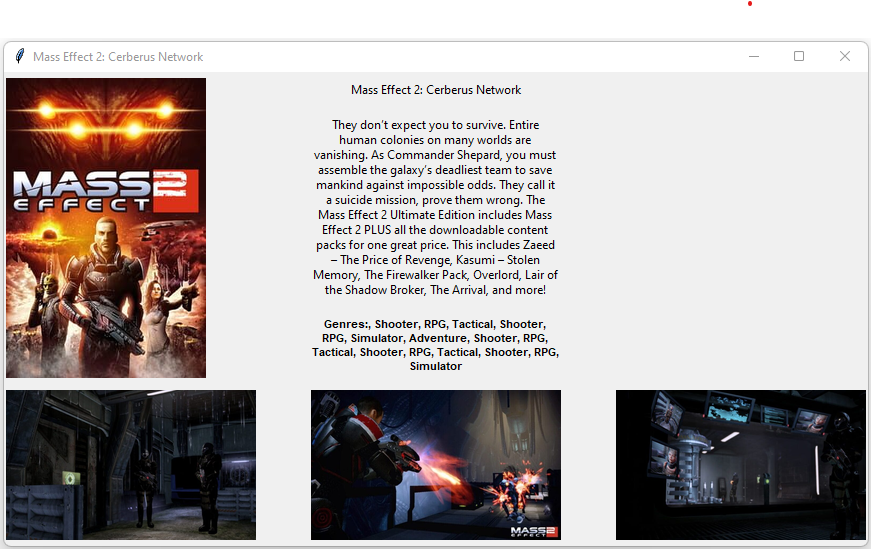 Mass Effect 2: Cerberus Network
MASS
EFFECT 2
Mass Effect 2: Cerberus Network
They don’t expect you to survive. Entire
human colonies on many worlds are
vanishing. As Commander Shepard, you must
assemble the galaxy’s deadliest team to save
mankind against impossible odds. They call it
a suicide mission, prove them wrong. The
Mass Effect 2 Ultimate Edition includes Mass
Effect 2 PLUS all the downloadable content
packs for one great price. This includes Zaeed
– The Price of Revenge, Kasumi – Stolen
Memory, The Firewalker Pack, Overlord, Lair of
the Shadow Broker, The Arrival, and more!
Genres:, Shooter, RPG, Tactical, Shooter,
RPG, Simulator, Adventure, Shooter, RPG,
Tactical, Shooter, RPG, Tactical, Shooter, RPG,
Simulator
MASS
EFFECT 2